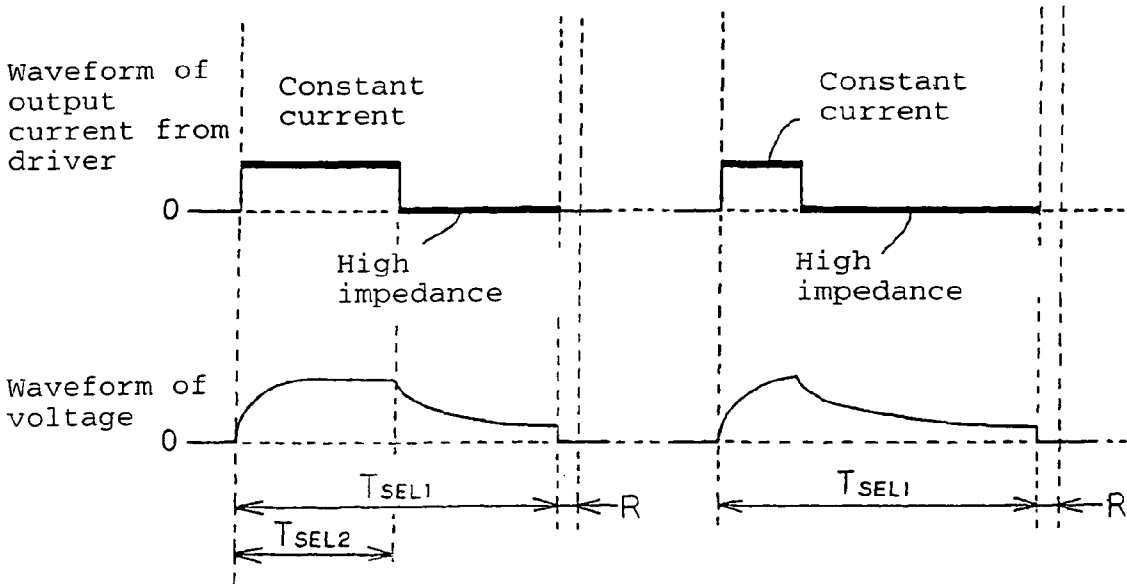 Waveform of
output
current from
driver
Constant
current
Constant
current
0
High
impedance
High
impedance
Waveform of
voltage
0
TSEL1
R
TSEL1
R
TSEL2